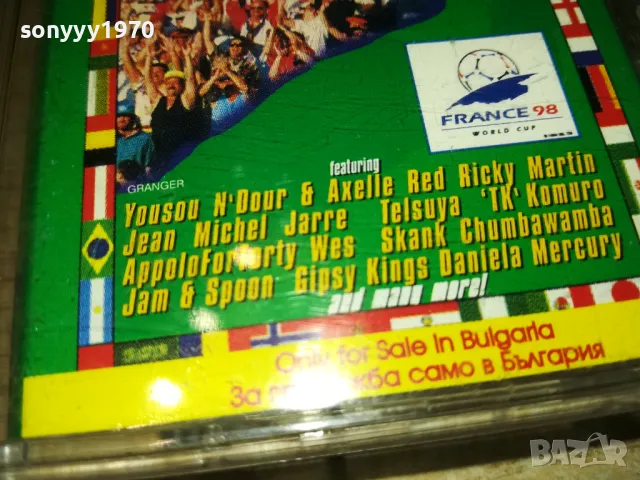 sonyyy1970
FRANCE 98
WORLD CUP
GRANGER
featuring
Yousou N'Dour & Axelle Red Ricky Martin
Jean Michel Jarre Telsuya 'TK' Komuro
AppoloForForty Wes Skank Chumbawamba
Jam & Spoon Gipsy Kings Daniela Mercury
and many more!
Only for Sale in Bulgaria
За продажба само в България
BAZAR